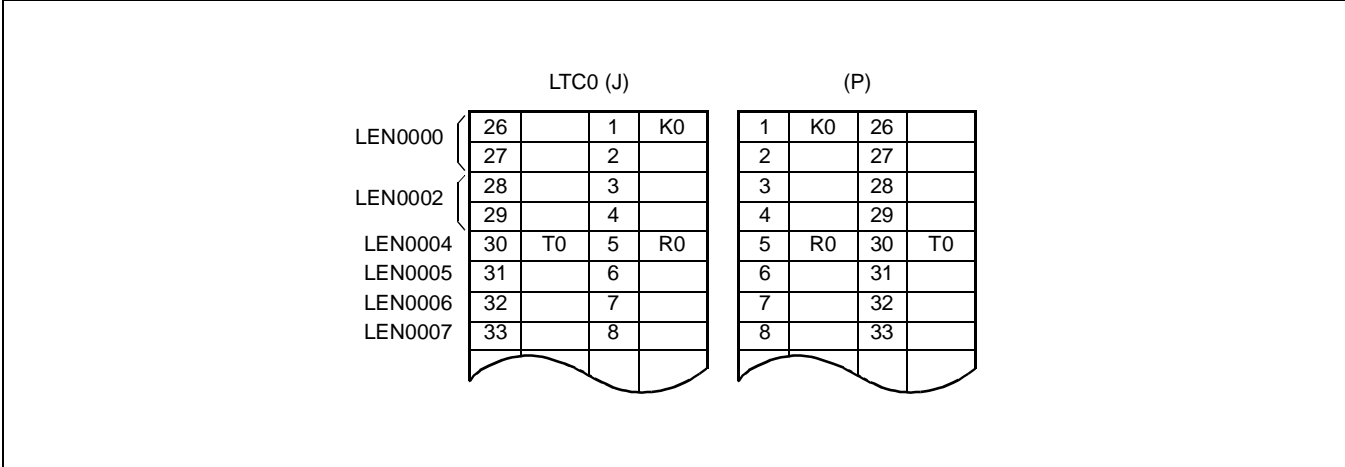 LTC0 (J) (P)
LEN0000 26 1 K0 1 K0 26
27 2 2 27
LEN0002 28 3 3 28
29 4 4 29
LEN0004 30 T0 5 R0 5 R0 30 T0
LEN0005 31 6 6 31
LEN0006 32 7 7 32
LEN0007 33 8 8 33